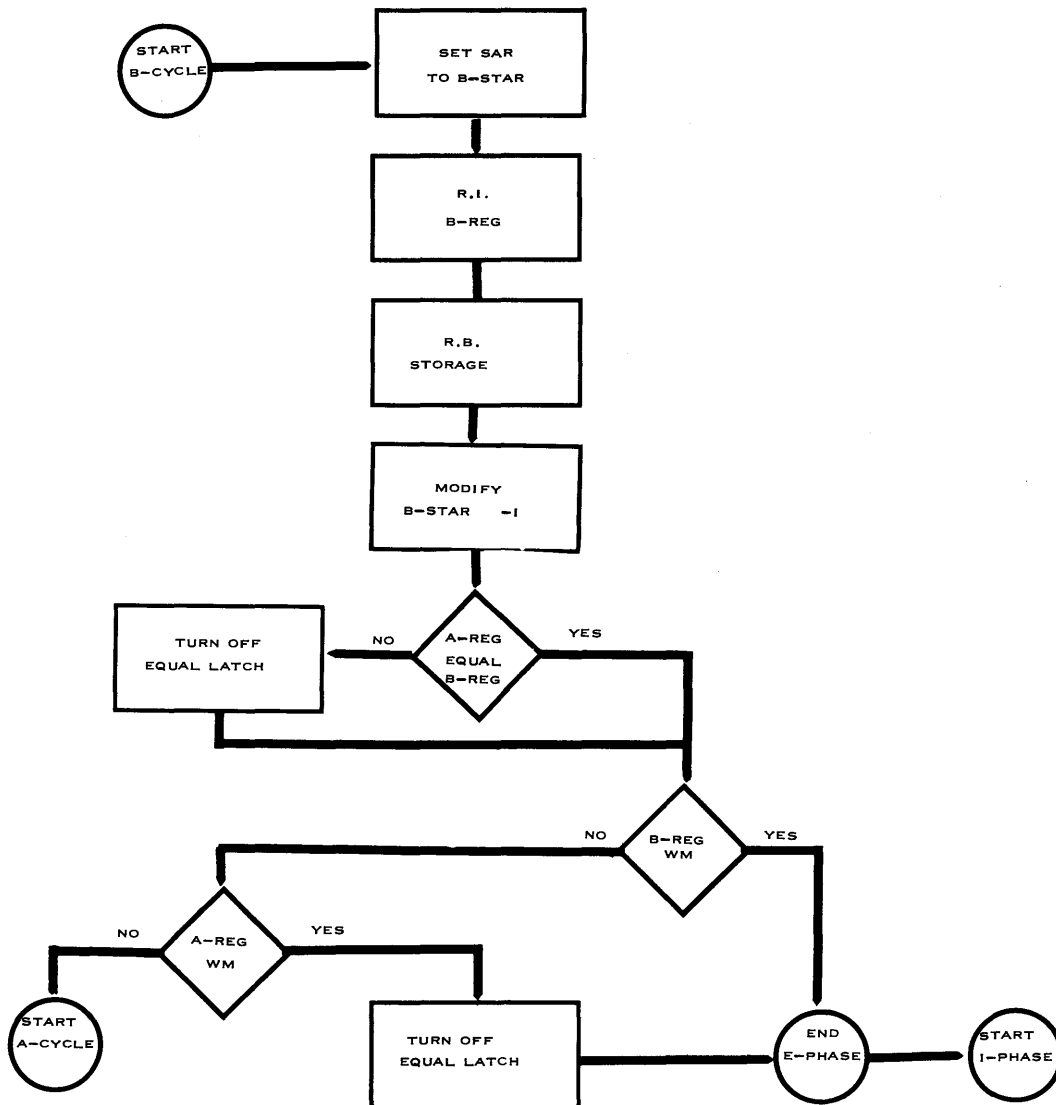 START
B-CYCLE
SET SAR
TO B-STAR
R.I.
B-REG
R.B.
STORAGE
MODIFY
B-STAR -1
A-REG
EQUAL
B-REG
NO
YES
TURN OFF
EQUAL LATCH
B-REG
WM
NO
YES
A-REG
WM
NO
YES
START
A-CYCLE
TURN OFF
EQUAL LATCH
END
E-PHASE
START
I-PHASE